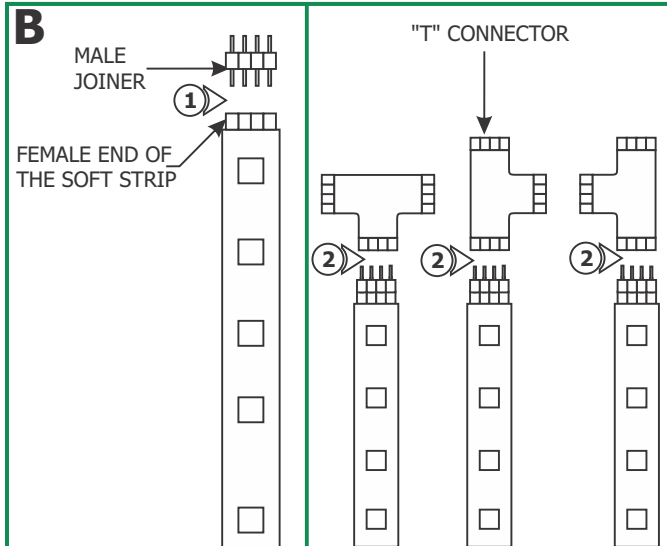 B
MALE
JOINER
1
FEMALE END OF
THE SOFT STRIP
"T" CONNECTOR
2
2
2